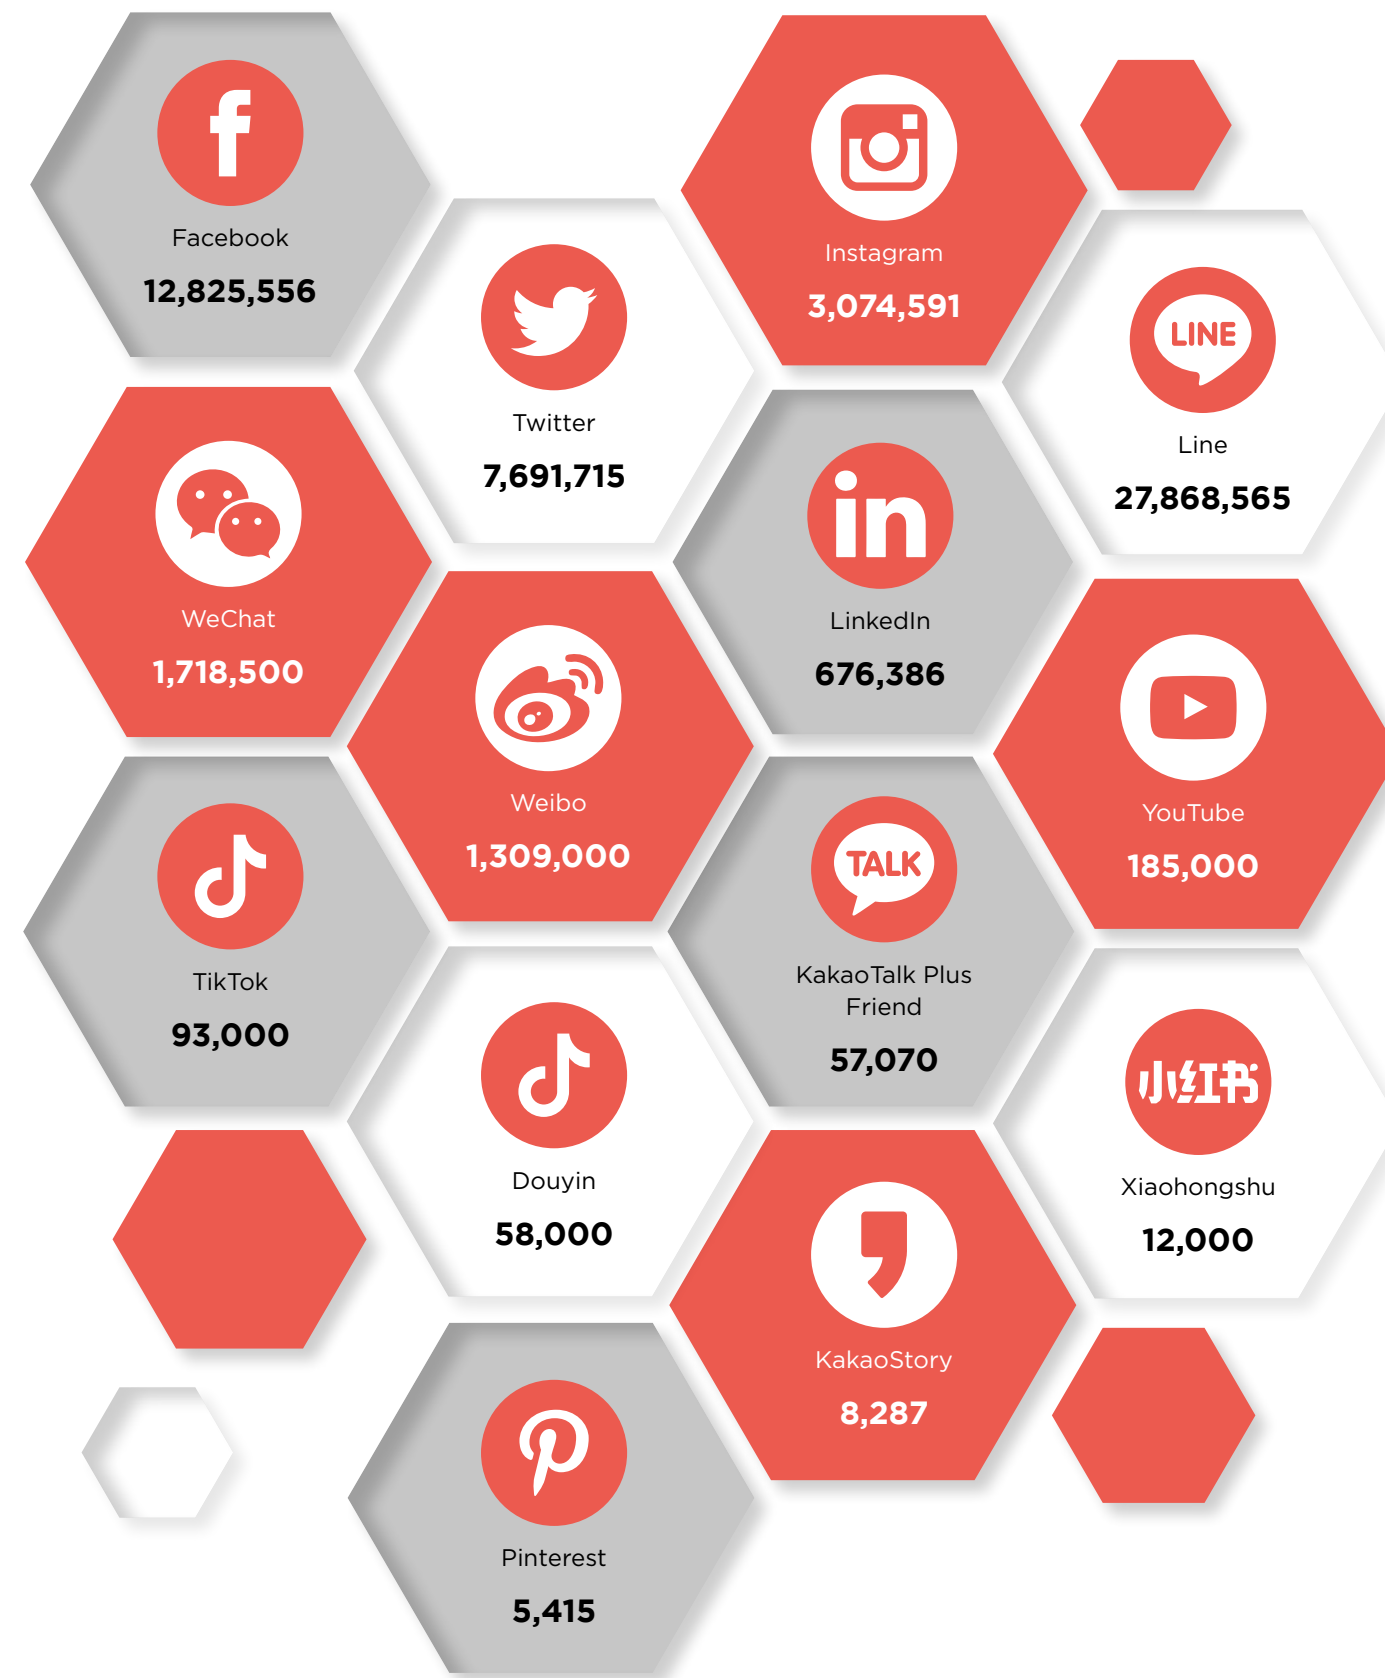 Facebook
12,825,556
Instagram
3,074,591
Twitter
7,691,715
LINE
Line
27,868,565
WeChat
1,718,500
in
LinkedIn
676,386
Weibo
1,309,000
YouTube
185,000
TikTok
93,000
TALK
KakaoTalk Plus
Friend
57,070
Douyin
58,000
小红书
Xiaohongshu
12,000
KakaoStory
8,287
Pinterest
5,415